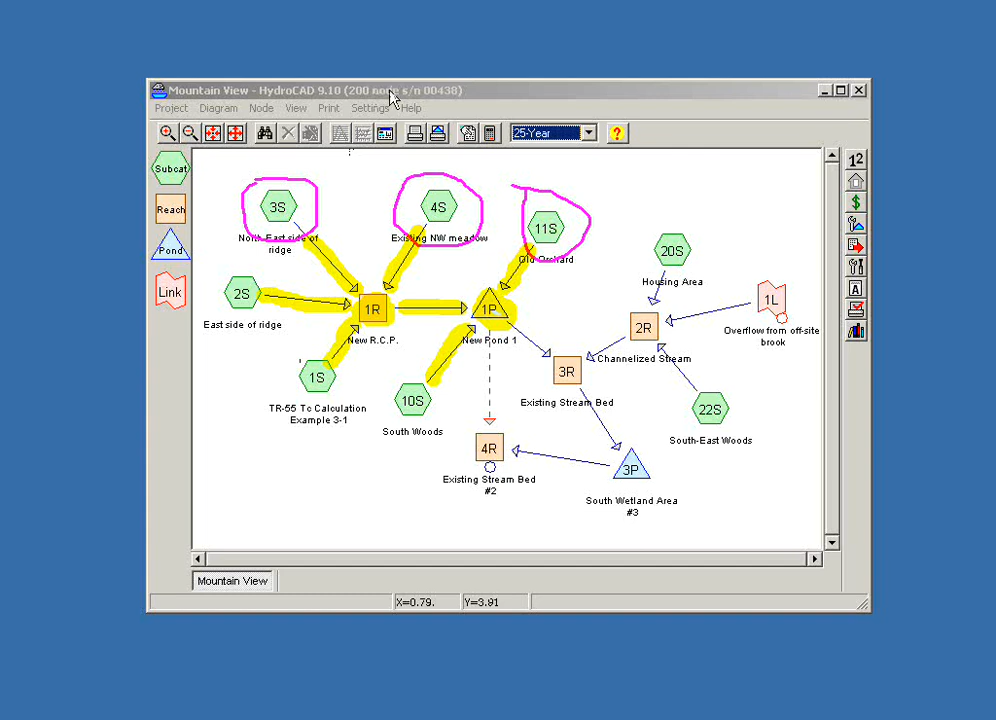 Mountain View - HydroCAD 9.10 (200 node s/n 00438)
Project Diagram Node View Print Settings Help
25-Year
?
Subcat
Reach
Pond
Link
12
$
A
3S
North-East side of
ridge
4S
Existing NW meadow
11S
Old Orchard
20S
Housing Area
2S
East side of ridge
1R
New R.C.P.
1P
New Pond 1
2R
Channelized Stream
1L
Overflow from off-site
brook
1S
TR-55 Tc Calculation
Example 3-1
10S
South Woods
3R
Existing Stream Bed
22S
South-East Woods
4R
Existing Stream Bed
#2
3P
South Wetland Area
#3
Mountain View
X=0.79. Y=3.91